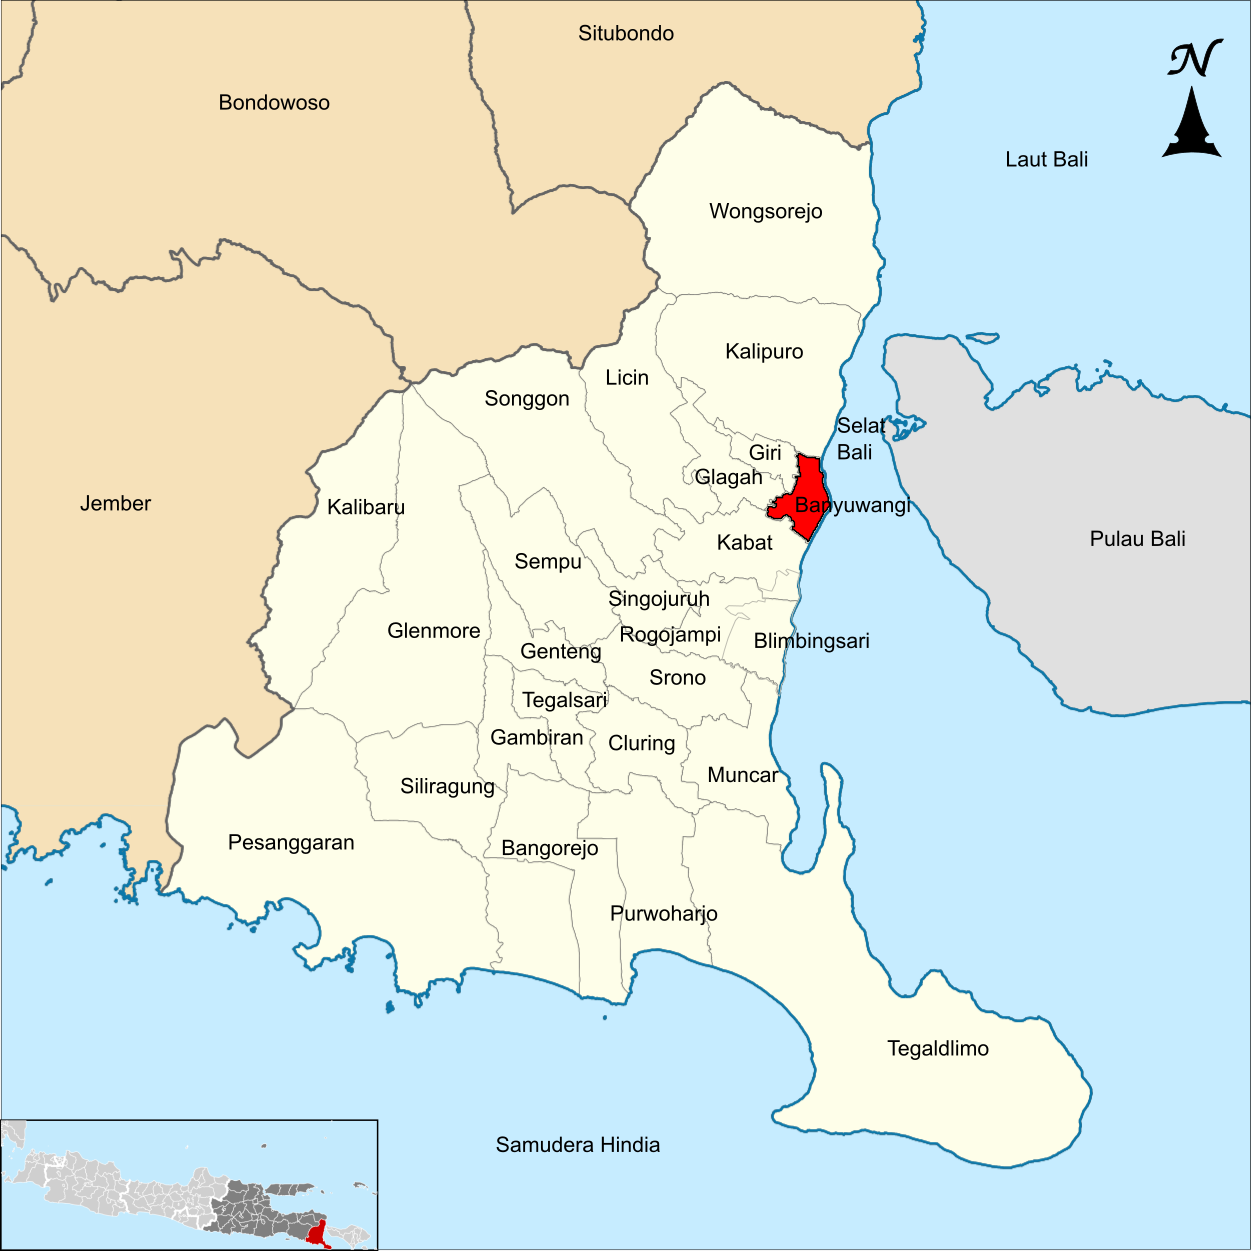 Situbondo
N
Bondowoso
Laut Bali
Wongsorejo
Kalipuro
Licin
Songgon
Selat
Bali
Giri
Glagah
Jember
Kalibaru
Banyuwangi
Kabat
Pulau Bali
Sempu
Singojuruh
Glenmore
Rogojampi
Blimbingsari
Genteng
Srono
Tegalsari
Gambiran
Cluring
Muncar
Siliragung
Pesanggaran
Bangorejo
Purwoharjo
Tegaldlimo
Samudera Hindia